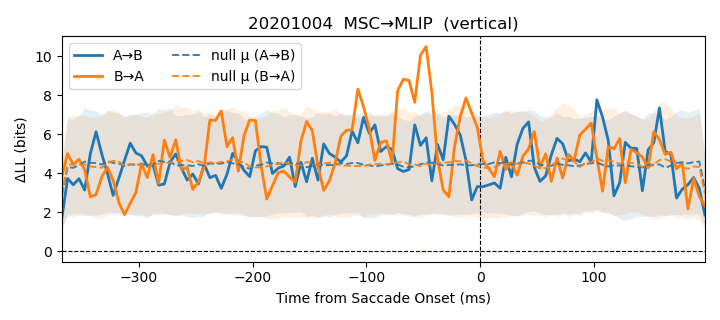 20201004  MSC→MLIP  (vertical)
A→B
B→A
null μ (A→B)
null μ (B→A)
ΔLL (bits)
10
8
6
4
2
0
−300
−200
−100
0
100
Time from Saccade Onset (ms)